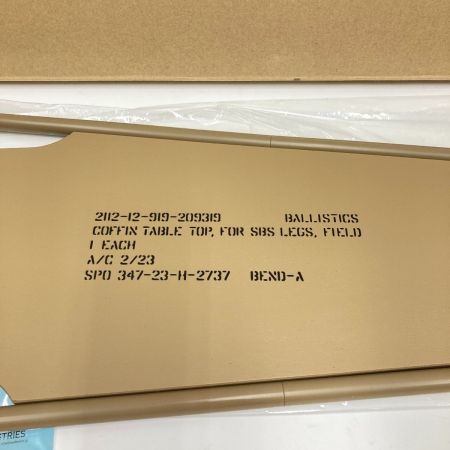 2112-12-919-209319 BALLISTICS
COFFIN TABLE TOP, FOR SBS LEGS, FIELD
1 EACH
A/C 2/23
SPO 347-23-H-2737 BEND-A
STRIES